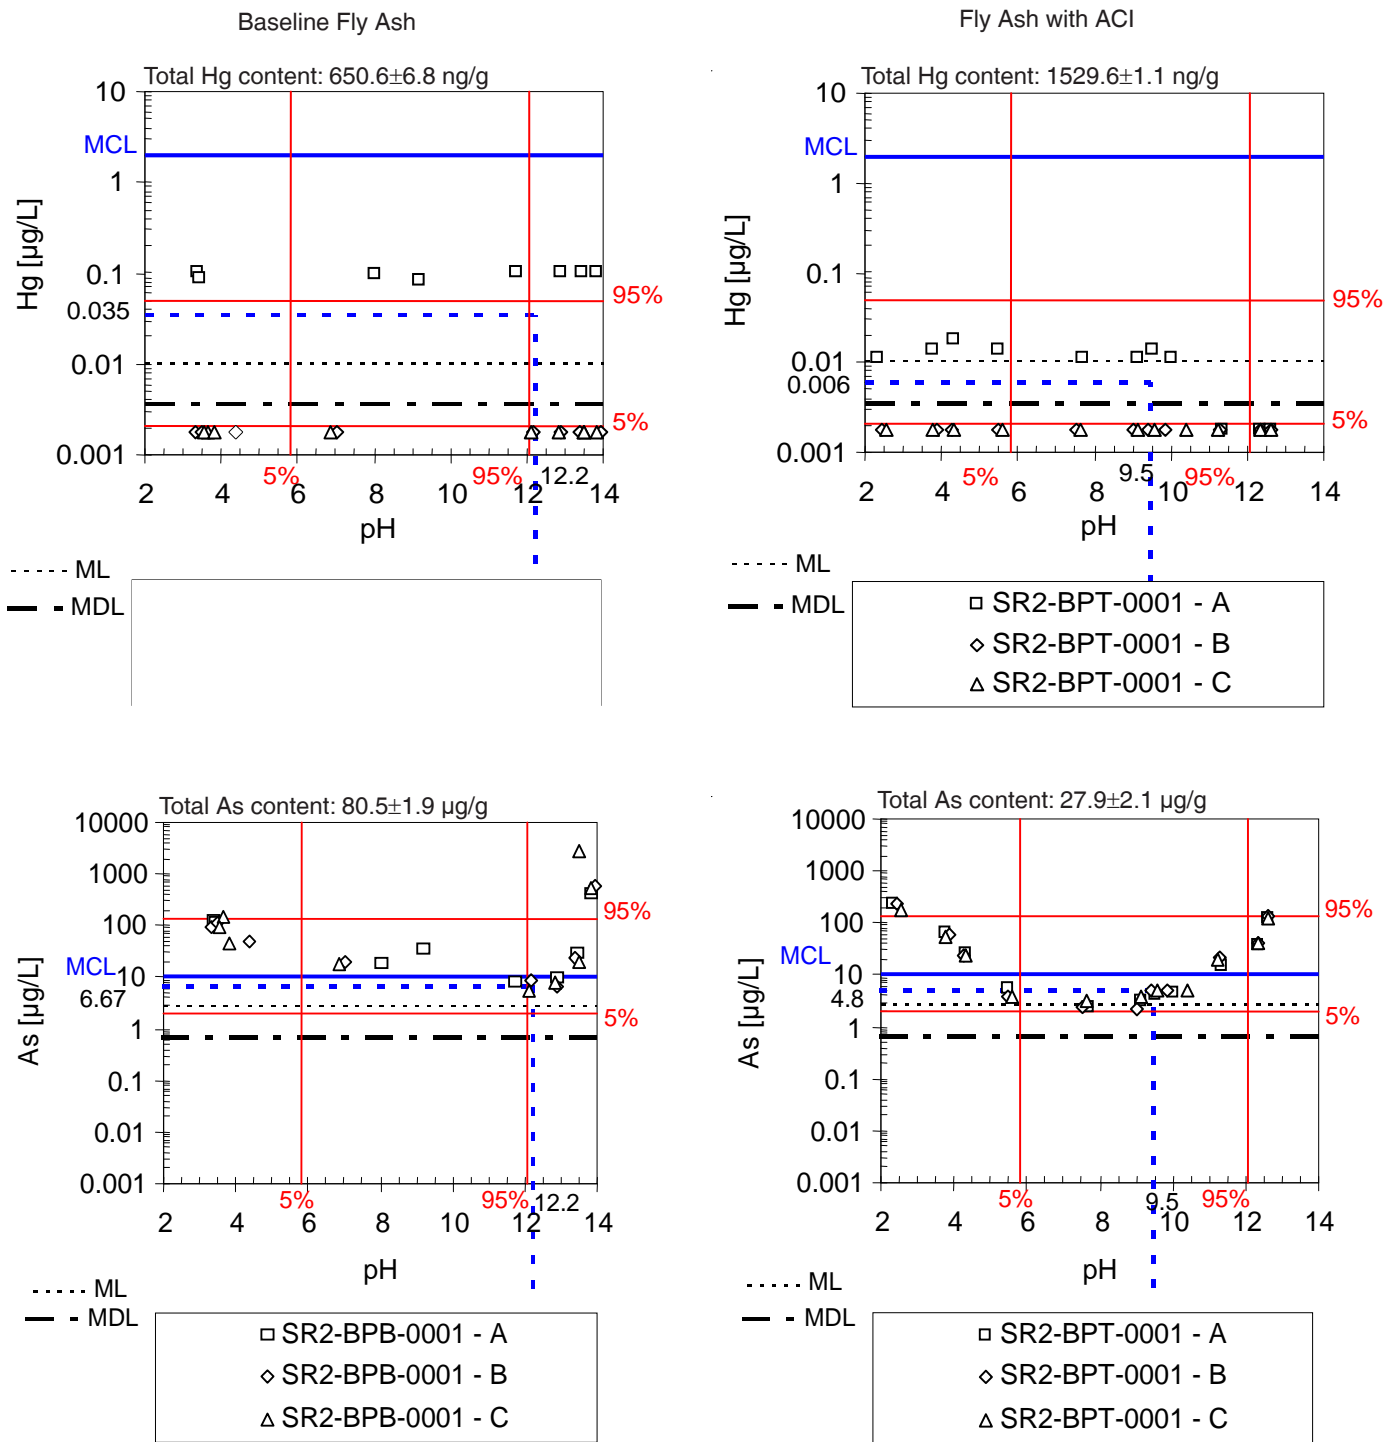 Baseline Fly Ash
Total Hg content: 650.6±6.8 ng/g
10
MCL
1
0.1
0.035
0.01
0.001
Hg [µg/L]
95%
5%
5%
95%
12.2
2 4 6 8 10 12 14
pH
ML
MDL
Fly Ash with ACI
Total Hg content: 1529.6±1.1 ng/g
10
MCL
1
0.1
0.01
0.006
0.001
Hg [µg/L]
95%
5%
5%
9.5
95%
2 4 6 8 10 12 14
pH
ML
MDL
SR2-BPT-0001 - A
SR2-BPT-0001 - B
SR2-BPT-0001 - C
Total As content: 80.5±1.9 µg/g
10000
1000
100
MCL
10
6.67
1
0.1
0.01
0.001
As [µg/L]
95%
5%
5%
95%
12.2
2 4 6 8 10 12 14
pH
ML
MDL
SR2-BPB-0001 - A
SR2-BPB-0001 - B
SR2-BPB-0001 - C
Total As content: 27.9±2.1 µg/g
10000
1000
100
MCL
10
4.8
1
0.1
0.01
0.001
As [µg/L]
95%
5%
5%
9.5
95%
2 4 6 8 10 12 14
pH
ML
MDL
SR2-BPT-0001 - A
SR2-BPT-0001 - B
SR2-BPT-0001 - C